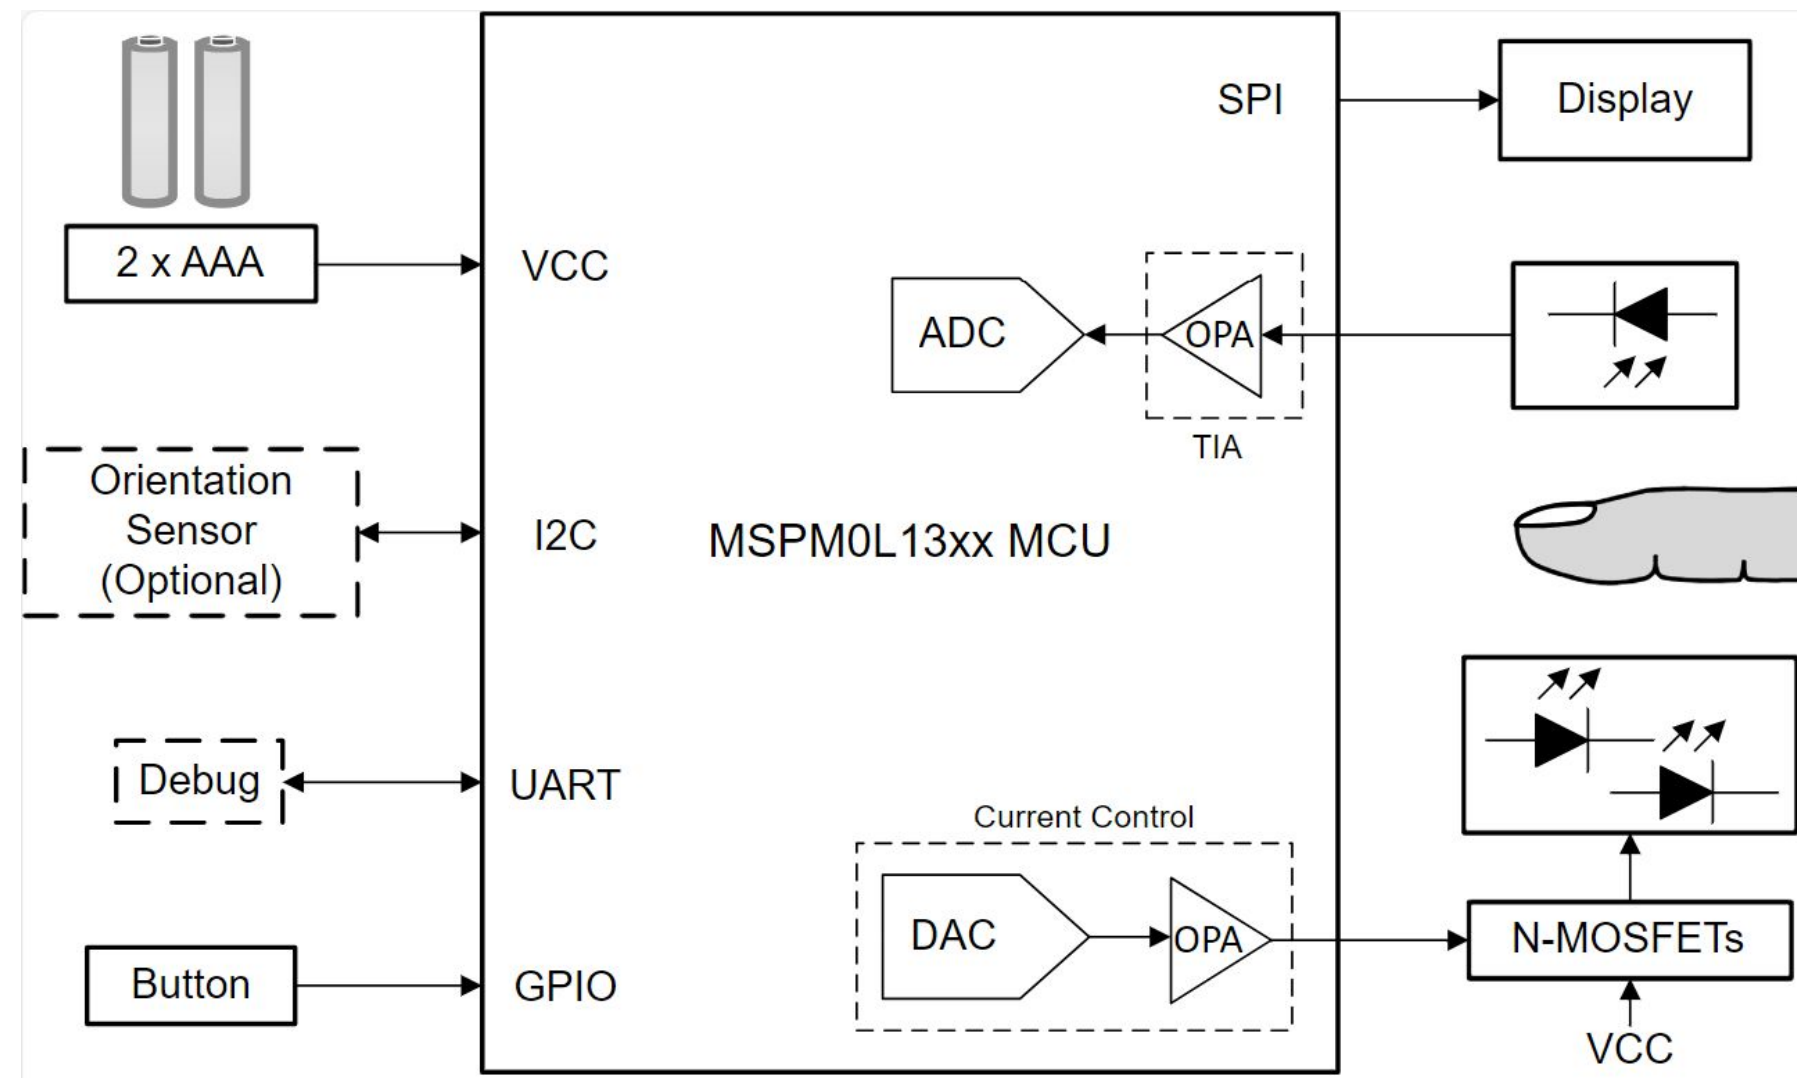 SPI
Display
2 x AAA
VCC
ADC
OPA
TIA
Orientation
Sensor
(Optional)
I2C
MSPM0L13xx MCU
Debug
UART
Current Control
DAC
OPA
N-MOSFETs
Button
GPIO
VCC